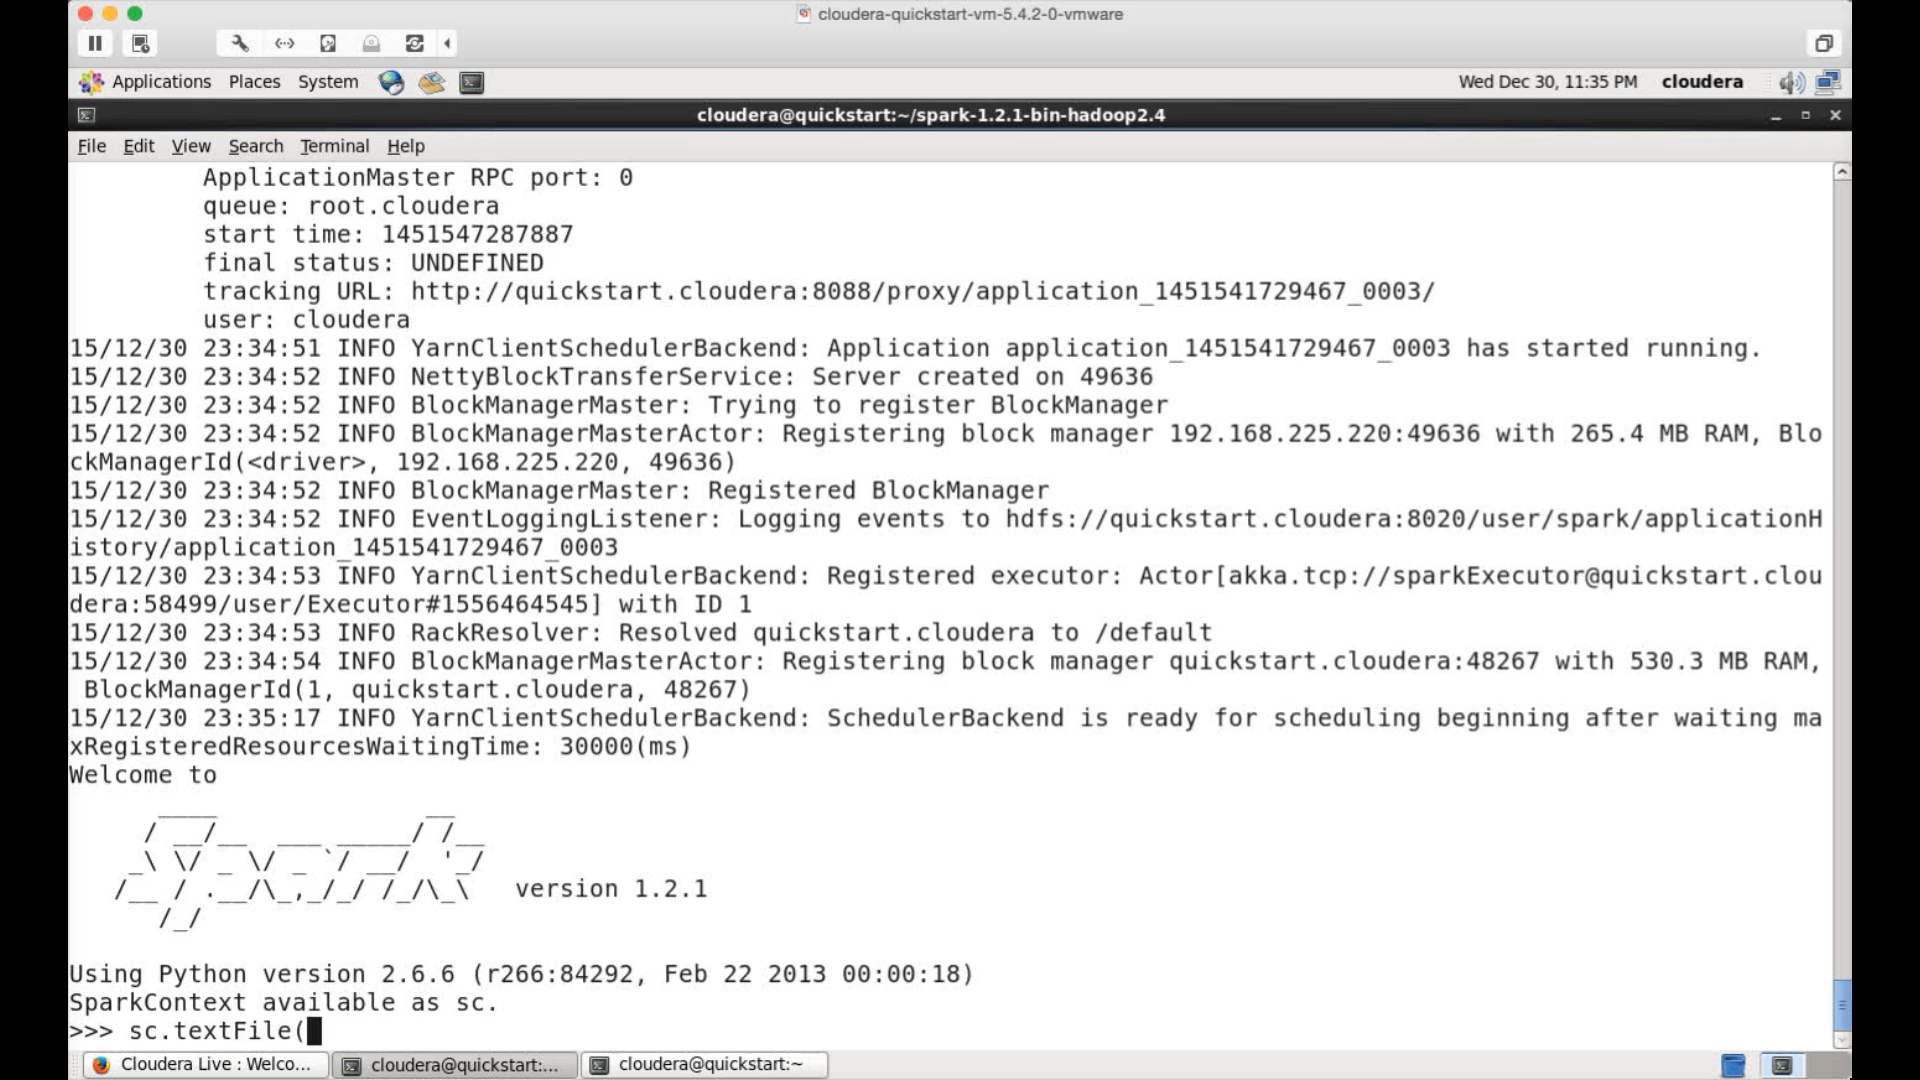 cloudera-quickstart-vm-5.4.2-0-vmware
Applications Places System Wed Dec 30, 11:35 PM cloudera
cloudera@quickstart:~/spark-1.2.1-bin-hadoop2.4
File Edit View Search Terminal Help
ApplicationMaster RPC port: 0
queue: root.cloudera
start time: 1451547287887
final status: UNDEFINED
tracking URL: http://quickstart.cloudera:8088/proxy/application_1451541729467_0003/
user: cloudera
15/12/30 23:34:51 INFO YarnClientSchedulerBackend: Application application_1451541729467_0003 has started running.
15/12/30 23:34:52 INFO NettyBlockTransferService: Server created on 49636
15/12/30 23:34:52 INFO BlockManagerMaster: Trying to register BlockManager
15/12/30 23:34:52 INFO BlockManagerMasterActor: Registering block manager 192.168.225.220:49636 with 265.4 MB RAM, Blo
ckManagerId(<driver>, 192.168.225.220, 49636)
15/12/30 23:34:52 INFO BlockManagerMaster: Registered BlockManager
15/12/30 23:34:52 INFO EventLoggingListener: Logging events to hdfs://quickstart.cloudera:8020/user/spark/applicationH
istory/application_1451541729467_0003
15/12/30 23:34:53 INFO YarnClientSchedulerBackend: Registered executor: Actor[akka.tcp://sparkExecutor@quickstart.clou
dera:58499/user/Executor#1556464545] with ID 1
15/12/30 23:34:53 INFO RackResolver: Resolved quickstart.cloudera to /default
15/12/30 23:34:54 INFO BlockManagerMasterActor: Registering block manager quickstart.cloudera:48267 with 530.3 MB RAM,
BlockManagerId(1, quickstart.cloudera, 48267)
15/12/30 23:35:17 INFO YarnClientSchedulerBackend: SchedulerBackend is ready for scheduling beginning after waiting ma
xRegisteredResourcesWaitingTime: 30000(ms)
Welcome to
Spark version 1.2.1
Using Python version 2.6.6 (r266:84292, Feb 22 2013 00:00:18)
SparkContext available as sc.
>>> sc.textFile(
Cloudera Live : Welco... cloudera@quickstart:... cloudera@quickstart:~